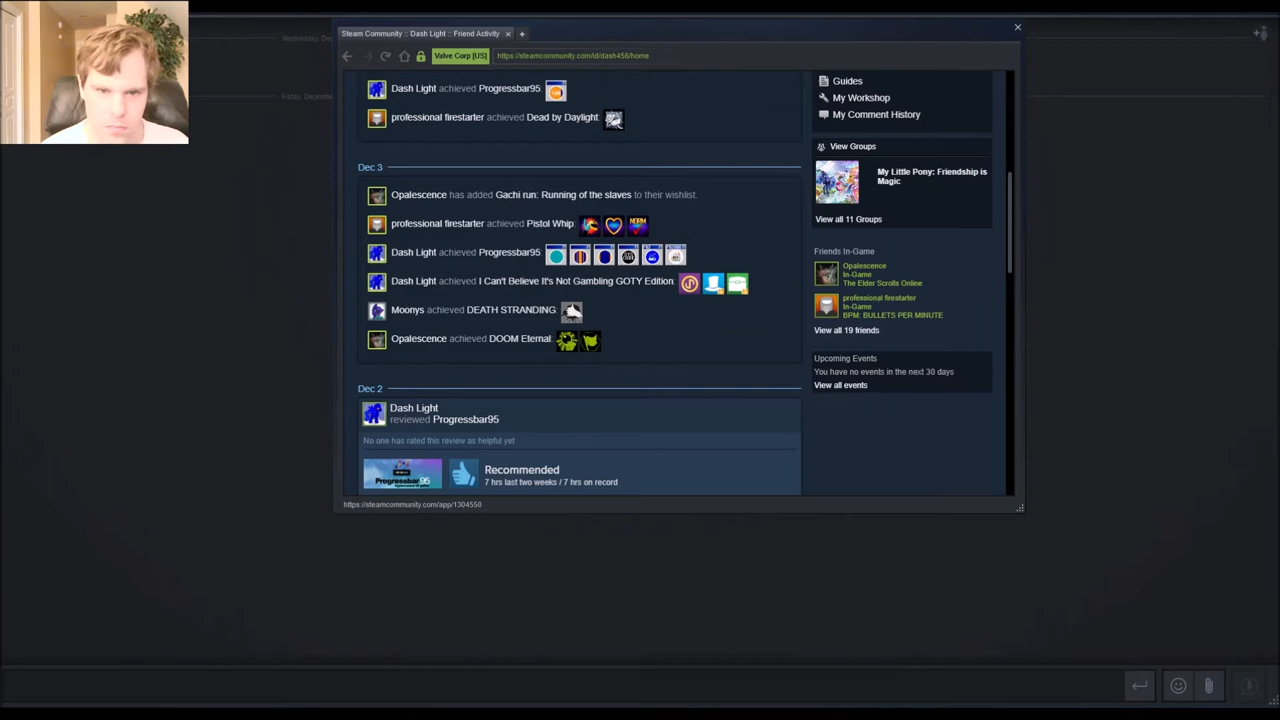 Steam Community :: Dash Light : Friend Activity
Valve Corp [US]
https://steamcommunity.com/id/dash456/home
Wednesday, Dec
Friday, December
Dash Light achieved Progressbar95
professional firestarter achieved Dead by Daylight
Dec 3
Opalescence has added Gachi run: Running of the slaves to their wishlist.
professional firestarter achieved Pistol Whip
NORM
Dash Light achieved Progressbar95
Dash Light achieved I Can't Believe It's Not Gambling GOTY Edition
Moonys achieved DEATH STRANDING
Opalescence achieved DOOM Eternal
Dec 2
Dash Light
reviewed Progressbar95
No one has rated this review as helpful yet
Progressbar95
Recommended
7 hrs last two weeks / 7 hrs on record
Guides
My Workshop
My Comment History
View Groups
My Little Pony: Friendship is
Magic
View all 11 Groups
Friends In-Game
Opalescence
In-Game
The Elder Scrolls Online
professional firestarter
In-Game
BPM: BULLETS PER MINUTE
View all 19 friends
Upcoming Events
You have no events in the next 30 days
View all events
https://steamcommunity.com/app/1304550